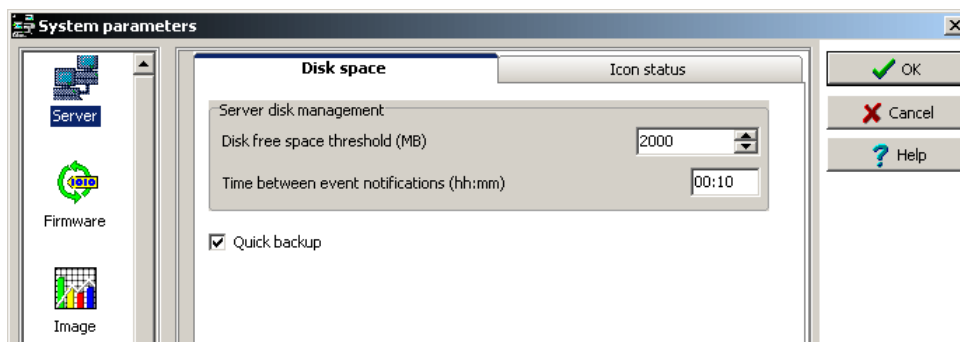 System parameters
Server
Firmware
1010
Image
Disk space
Icon status
Server disk management
Disk free space threshold (MB)
2000
Time between event notifications (hh:mm)
00:10
Quick backup
OK
Cancel
Help